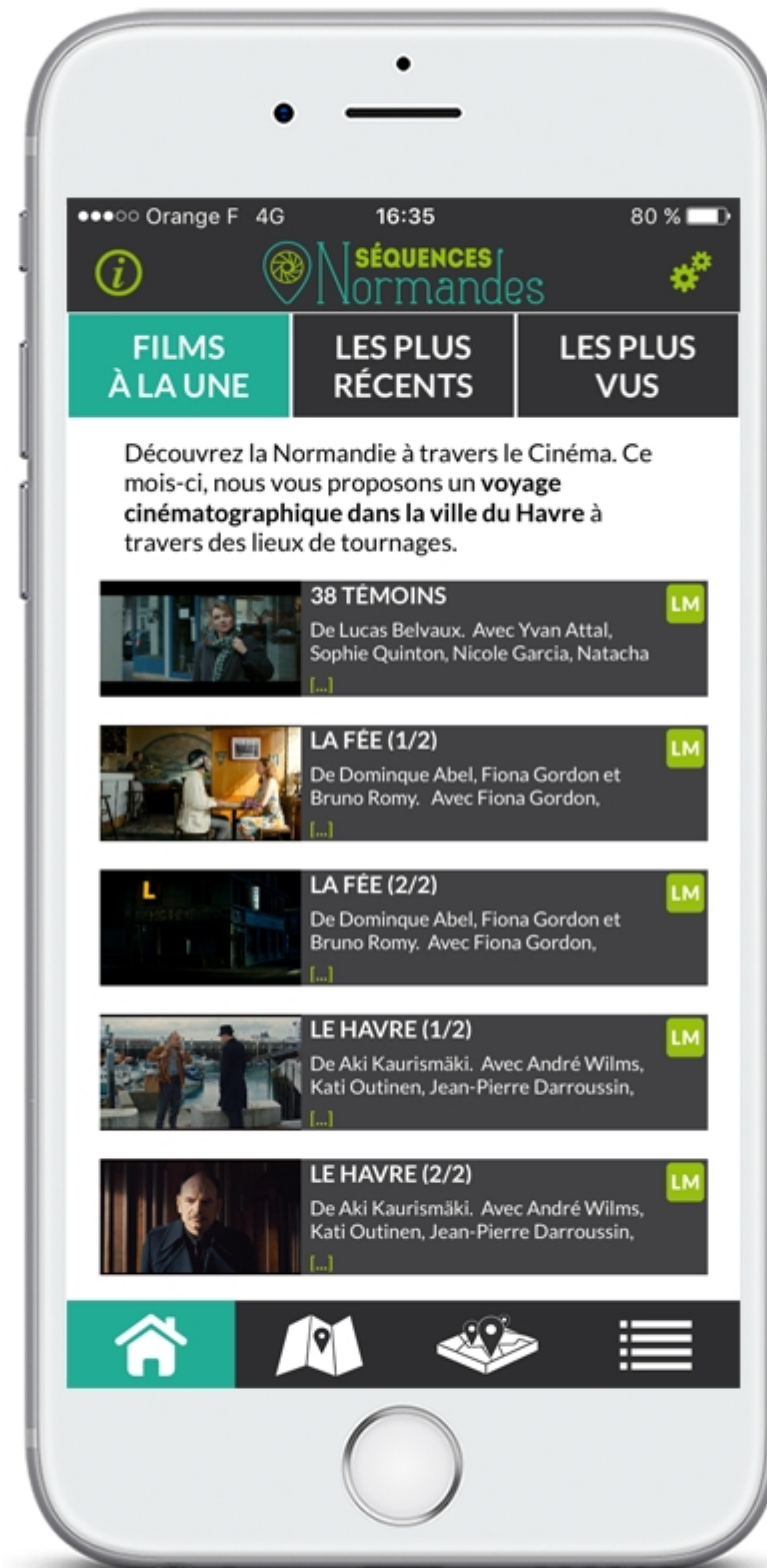 Orange F 4G 16:35 80 %
i SÉQUENCES
Normandes
FILMS
À LA UNE
LES PLUS
RÉCENTS
LES PLUS
VUS
Découvrez la Normandie à travers le Cinéma. Ce
mois-ci, nous vous proposons un voyage
cinématographique dans la ville du Havre à
travers des lieux de tournages.
38 TÉMOINS LM
De Lucas Belvaux. Avec Yvan Attal,
Sophie Quinton, Nicole Garcia, Natacha
[...]
LA FÉE (1/2) LM
De Dominque Abel, Fiona Gordon et
Bruno Romy. Avec Fiona Gordon,
[...]
L
LA FÉE (2/2) LM
De Dominque Abel, Fiona Gordon et
Bruno Romy. Avec Fiona Gordon,
[...]
LE HAVRE (1/2) LM
De Aki Kaurismäki. Avec André Wilms,
Kati Outinen, Jean-Pierre Darroussin,
[...]
LE HAVRE (2/2) LM
De Aki Kaurismäki. Avec André Wilms,
Kati Outinen, Jean-Pierre Darroussin,
[...]